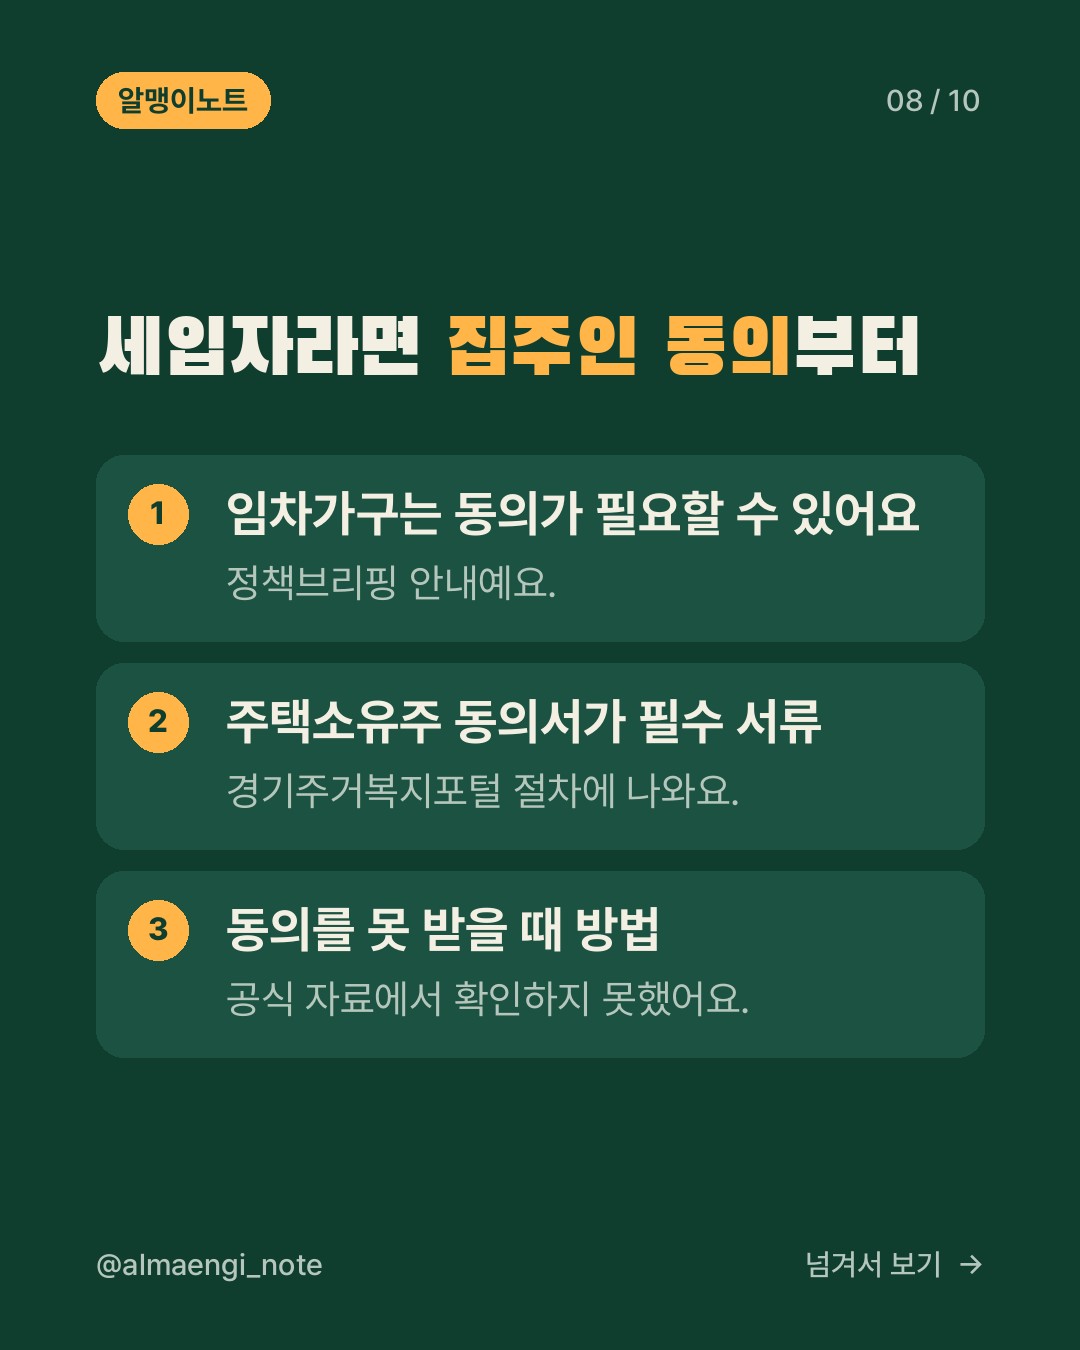 알맹이노트
08 / 10
세입자라면 집주인 동의부터
1 임차가구는 동의가 필요할 수 있어요
정책브리핑 안내예요.
2 주택소유주 동의서가 필수 서류
경기주거복지포털 절차에 나와요.
3 동의를 못 받을 때 방법
공식 자료에서 확인하지 못했어요.
@almaengi_note
넘겨서 보기 →